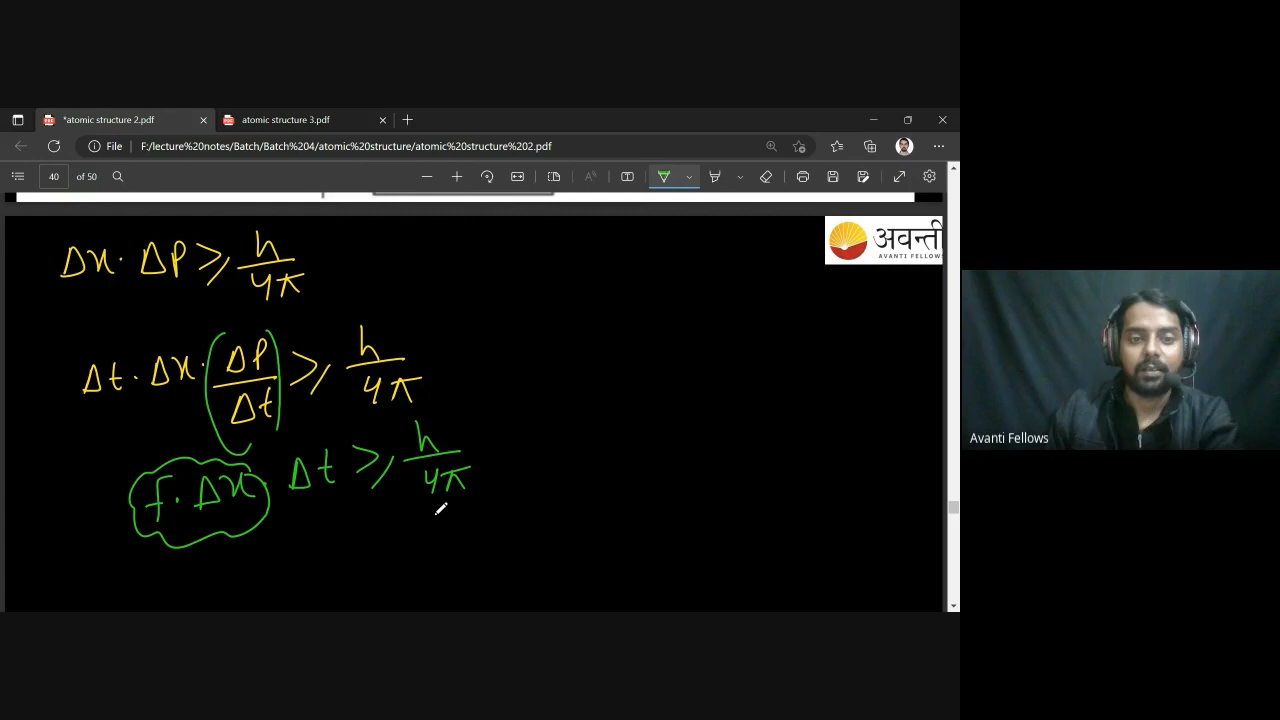 *atomic structure 2.pdf
atomic structure 3.pdf
File F:/lecture%20notes/Batch/Batch%204/atomic%20structure/atomic%20structure%202.pdf
40 of 50
अवन्ती
AVANTI FELLOWS
Δx · ΔP ⩾ h/4π
Δt · Δx · (ΔP/Δt) ⩾ h/4π
f · Δx · Δt ⩾ h/4π
Avanti Fellows